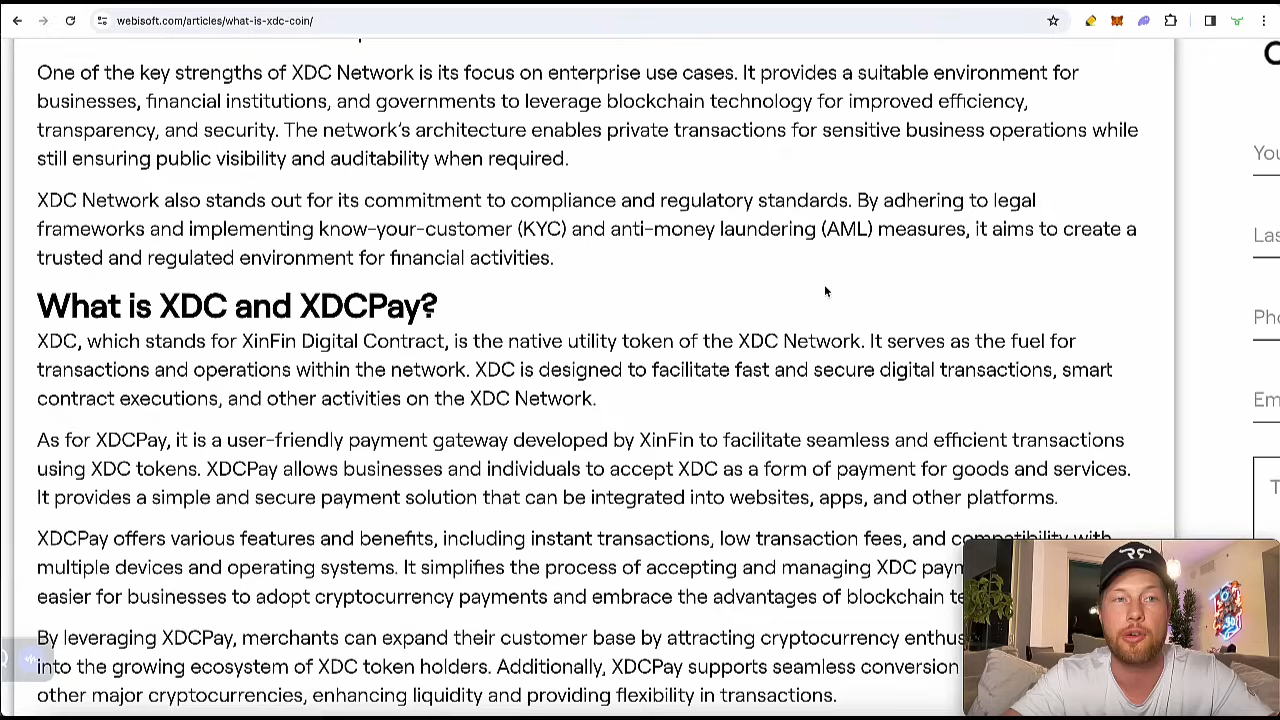 webisoft.com/articles/what-is-xdc-coin/
One of the key strengths of XDC Network is its focus on enterprise use cases. It provides a suitable environment for
businesses, financial institutions, and governments to leverage blockchain technology for improved efficiency,
transparency, and security. The network's architecture enables private transactions for sensitive business operations while
still ensuring public visibility and auditability when required.
XDC Network also stands out for its commitment to compliance and regulatory standards. By adhering to legal
frameworks and implementing know-your-customer (KYC) and anti-money laundering (AML) measures, it aims to create a
trusted and regulated environment for financial activities.
What is XDC and XDCPay?
XDC, which stands for XinFin Digital Contract, is the native utility token of the XDC Network. It serves as the fuel for
transactions and operations within the network. XDC is designed to facilitate fast and secure digital transactions, smart
contract executions, and other activities on the XDC Network.
As for XDCPay, it is a user-friendly payment gateway developed by XinFin to facilitate seamless and efficient transactions
using XDC tokens. XDCPay allows businesses and individuals to accept XDC as a form of payment for goods and services.
It provides a simple and secure payment solution that can be integrated into websites, apps, and other platforms.
XDCPay offers various features and benefits, including instant transactions, low transaction fees, and compatibility with
multiple devices and operating systems. It simplifies the process of accepting and managing XDC paym
easier for businesses to adopt cryptocurrency payments and embrace the advantages of blockchain te
By leveraging XDCPay, merchants can expand their customer base by attracting cryptocurrency enthus
into the growing ecosystem of XDC token holders. Additionally, XDCPay supports seamless conversion
other major cryptocurrencies, enhancing liquidity and providing flexibility in transactions.
You
Las
Pho
Em